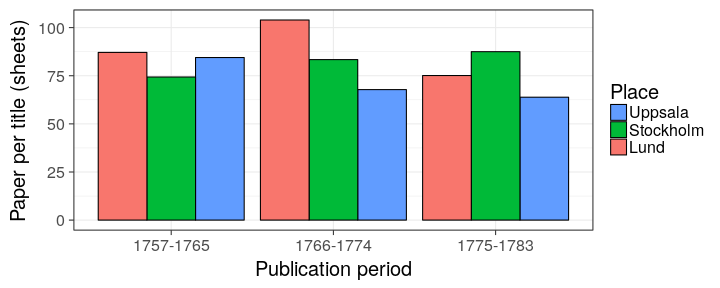 Paper per title (sheets)
100
75
50
25
0
1757-1765 1766-1774 1775-1783
Publication period
Place
Uppsala
Stockholm
Lund